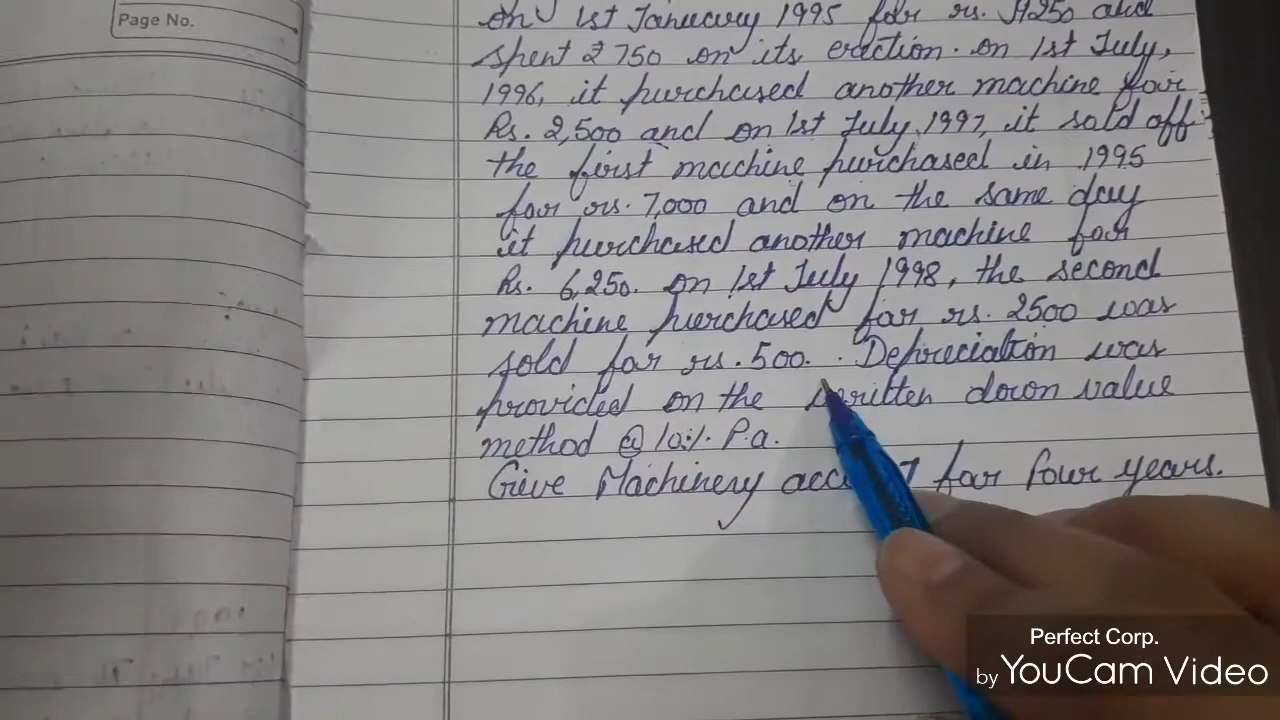 Page No.
on 1st January 1995 for rs. 9250 and
spent ₹ 750 on its erection. on 1st July,
1996, it purchased another machine for
Rs. 2,500 and on 1st July, 1997, it sold off
the first machine purchased in 1995
for rs. 7,000 and on the same day
it purchased another machine for
Rs. 6,250. on 1st July 1998, the second
machine purchased for rs. 2500 was
sold for rs. 500. Depreciation was
provided on the written down value
method @ 10% P.a.
Give Machinery for four years.
Perfect Corp.
by YouCam Video